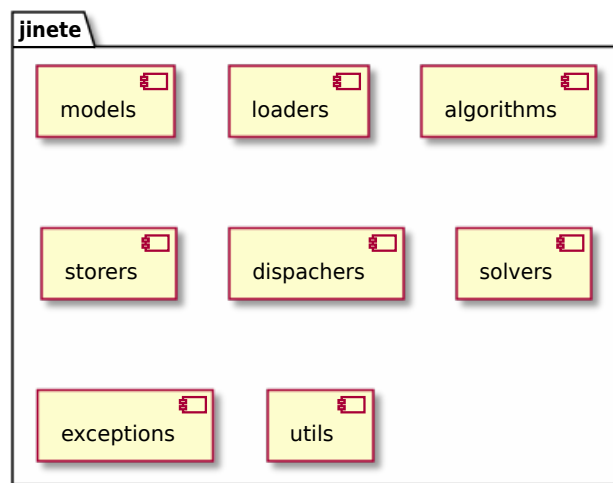 jinete
models loaders algorithms
storers dispachers solvers
exceptions utils